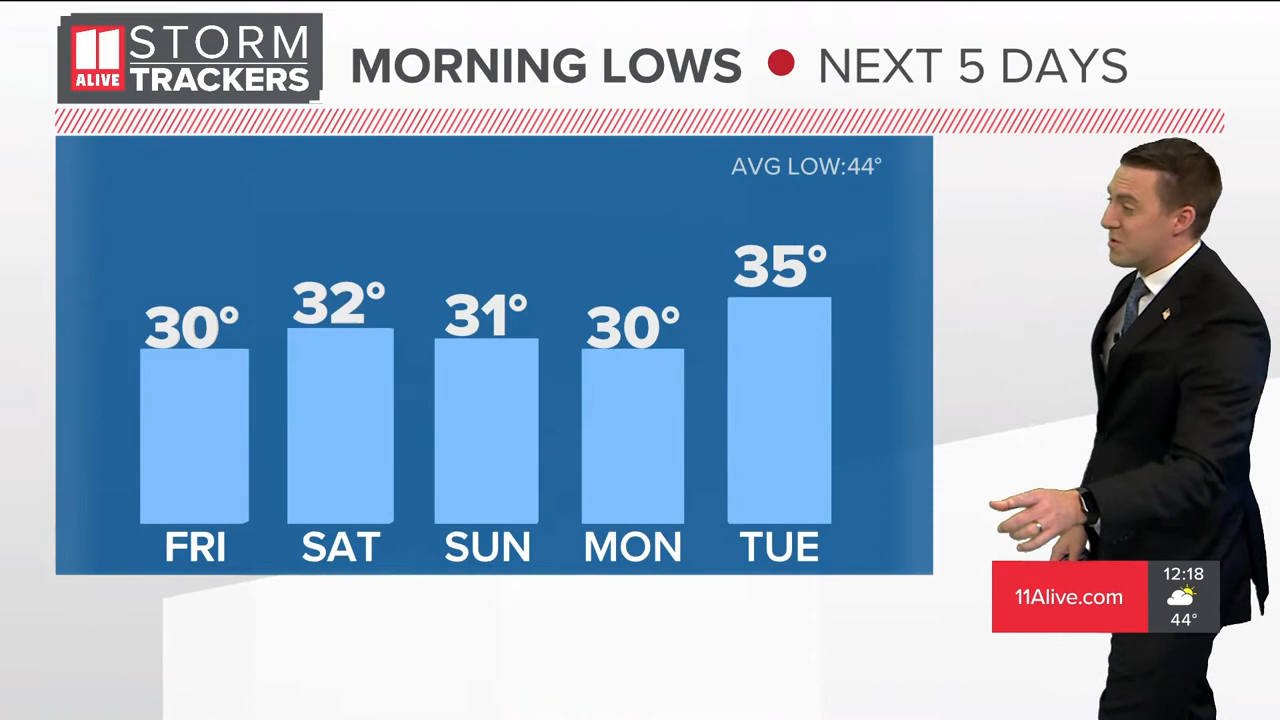 11 ALIVE
STORM
TRACKERS
MORNING LOWS • NEXT 5 DAYS
AVG LOW:44°
30° 32° 31° 30° 35°
FRI SAT SUN MON TUE
11Alive.com
12:18
44°